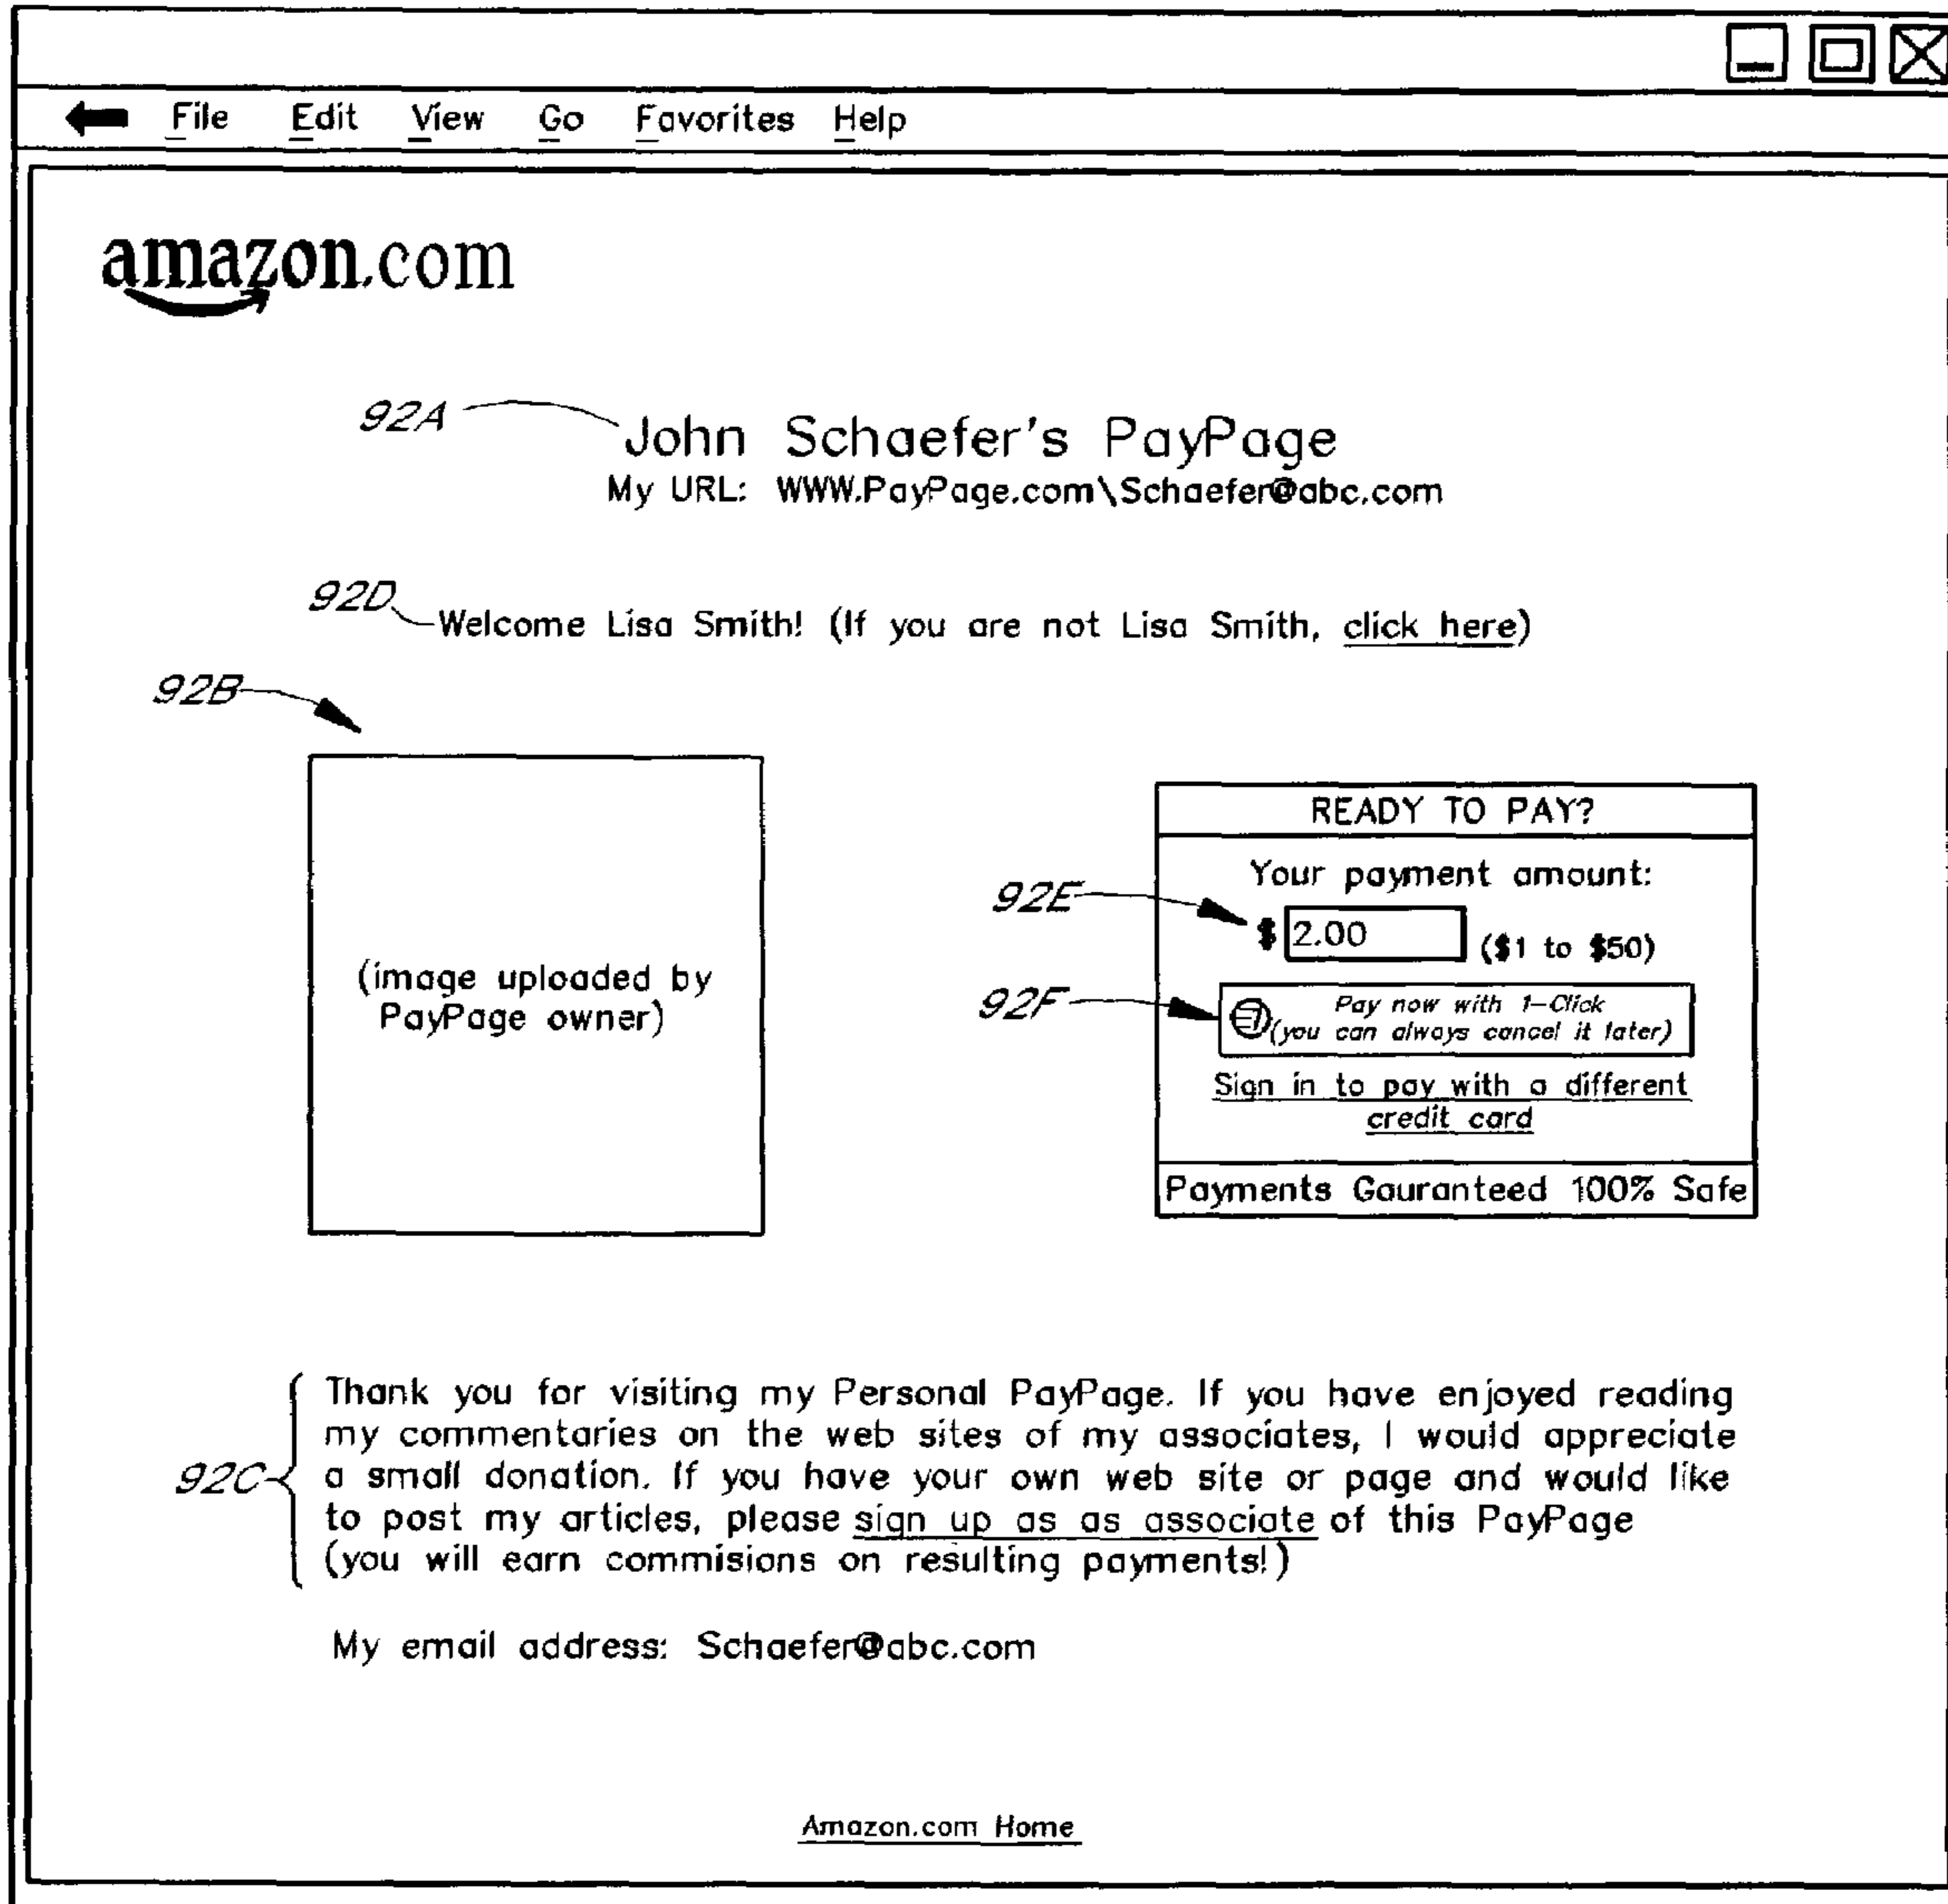 File Edit View Go Favorites Help
amazon.com
92A
John Schaefer's PayPage
My URL: WWW.PayPage.com\Schaefer@abc.com
92D
Welcome Lisa Smith! (If you are not Lisa Smith, click here)
92B
(image uploaded by
PayPage owner)
READY TO PAY?
Your payment amount:
92E
$ 2.00 ($1 to $50)
92F
Pay now with 1-Click
(you can always cancel it later)
Sign in to pay with a different
credit card
Payments Gauranteed 100% Safe
92C
Thank you for visiting my Personal PayPage. If you have enjoyed reading
my commentaries on the web sites of my associates, I would appreciate
a small donation. If you have your own web site or page and would like
to post my articles, please sign up as as associate of this PayPage
(you will earn commisions on resulting payments!)
My email address: Schaefer@abc.com
Amazon.com Home